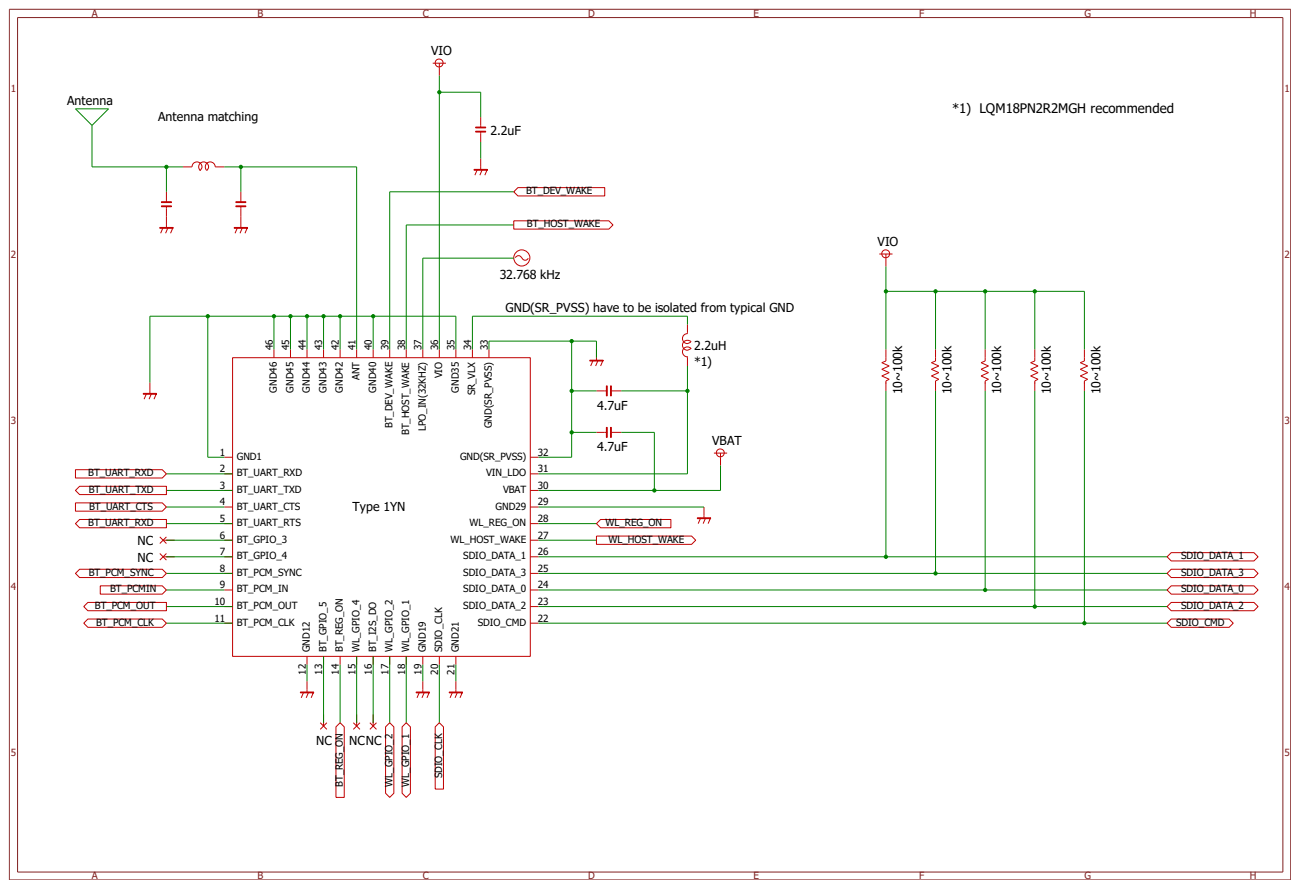 A B C D E F G H
VIO
1 1
Antenna
Antenna matching
*1) LQM18PN2R2MGH recommended
2.2uF
BT_DEV_WAKE
BT_HOST_WAKE
VIO
2 2
32.768 kHz
GND(SR_PVSS) have to be isolated from typical GND
46 45 44 43 42 41 40 39 38 37 36 35 34 33
GND46
GND45
GND44
GND43
GND42
ANT
GND40
BT_DEV_WAKE
BT_HOST_WAKE
LPO_IN(32KHZ)
VIO
GND35
SR_VLX
GND(SR_PVSS)
2.2uH
*1)
10~100k
10~100k
10~100k
10~100k
10~100k
4.7uF
3 3
4.7uF
VBAT
1 GND1
GND(SR_PVSS) 32
BT_UART_RXD 2 BT_UART_RXD
VIN_LDO 31
BT_UART_TXD 3 BT_UART_TXD
VBAT 30
BT_UART_CTS 4 BT_UART_CTS
Type 1YN
GND29 29
BT_UART_RXD 5 BT_UART_RTS
WL_REG_ON 28 WL_REG_ON
NC 6 BT_GPIO_3
WL_HOST_WAKE 27 WL_HOST_WAKE
NC 7 BT_GPIO_4
SDIO_DATA_1 26 SDIO_DATA_1
BT_PCM_SYNC 8 BT_PCM_SYNC
SDIO_DATA_3 25 SDIO_DATA_3
4 4
BT_PCMIN 9 BT_PCM_IN
SDIO_DATA_0 24 SDIO_DATA_0
BT_PCM_OUT 10 BT_PCM_OUT
SDIO_DATA_2 23 SDIO_DATA_2
BT_PCM_CLK 11 BT_PCM_CLK
SDIO_CMD 22 SDIO_CMD
GND12
BT_GPIO_5
BT_REG_ON
WL_GPIO_4
BT_I2S_DO
WL_GPIO_2
WL_GPIO_1
GND19
SDIO_CLK
GND21
12 13 14 15 16 17 18 19 20 21
NC
NC
NC
BT_REG_ON
WL_GPIO_2
WL_GPIO_1
SDIO_CLK
5 5
A B C D E F G H